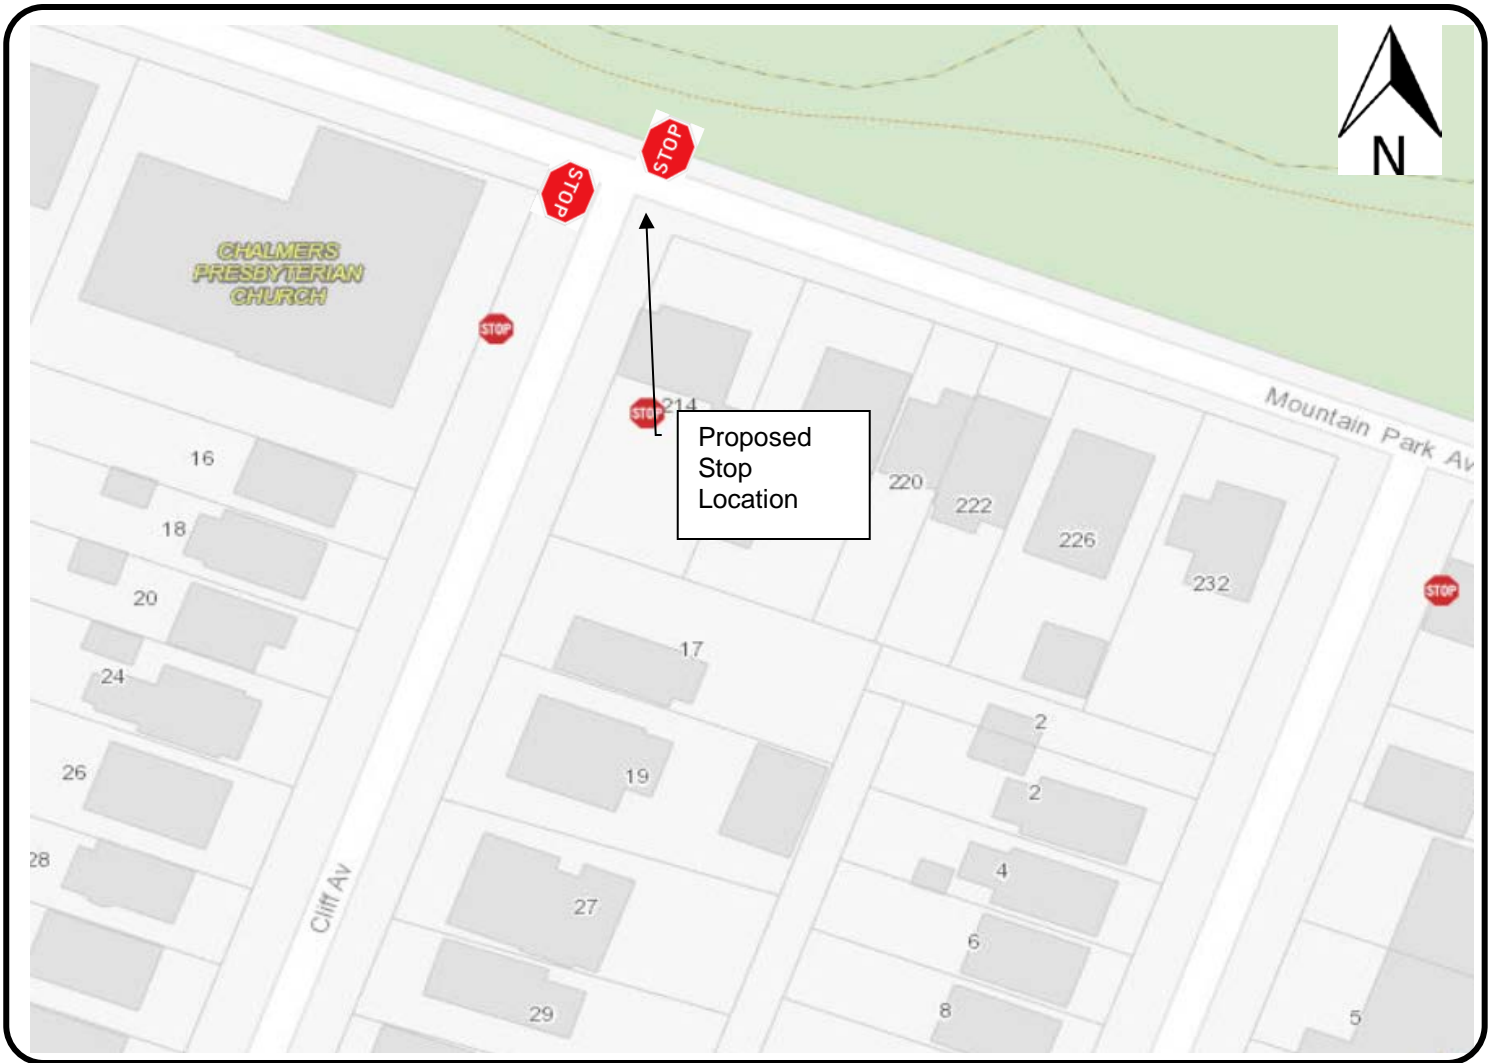 N
STOP
STOP
CHALMERS
PRESBYTERIAN
CHURCH
STOP
Mountain Park Av
STOP
214
Proposed
Stop
Location
16
220
222
18
226
232
STOP
20
17
24
2
26
19
2
28
4
Cliff Av
27
6
29
8
5